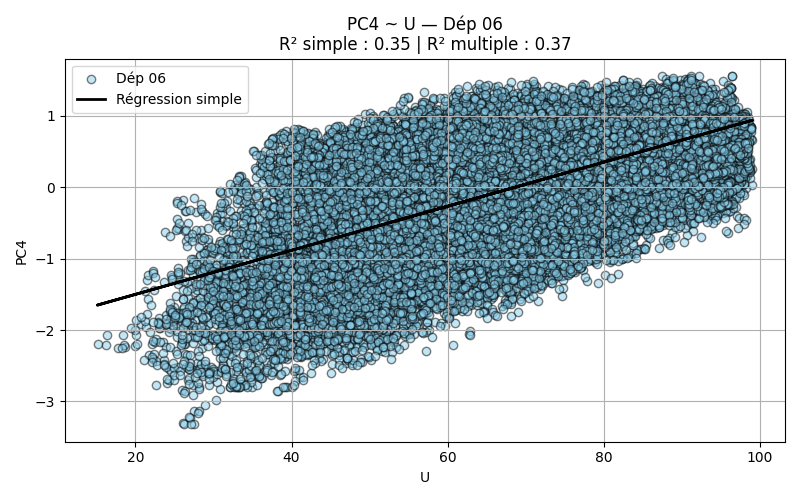 PC4 ~ U — Dép 06
R² simple : 0.35 | R² multiple : 0.37
Dép 06
Régression simple
1
0
−1
−2
−3
PC4
20
40
60
80
100
U